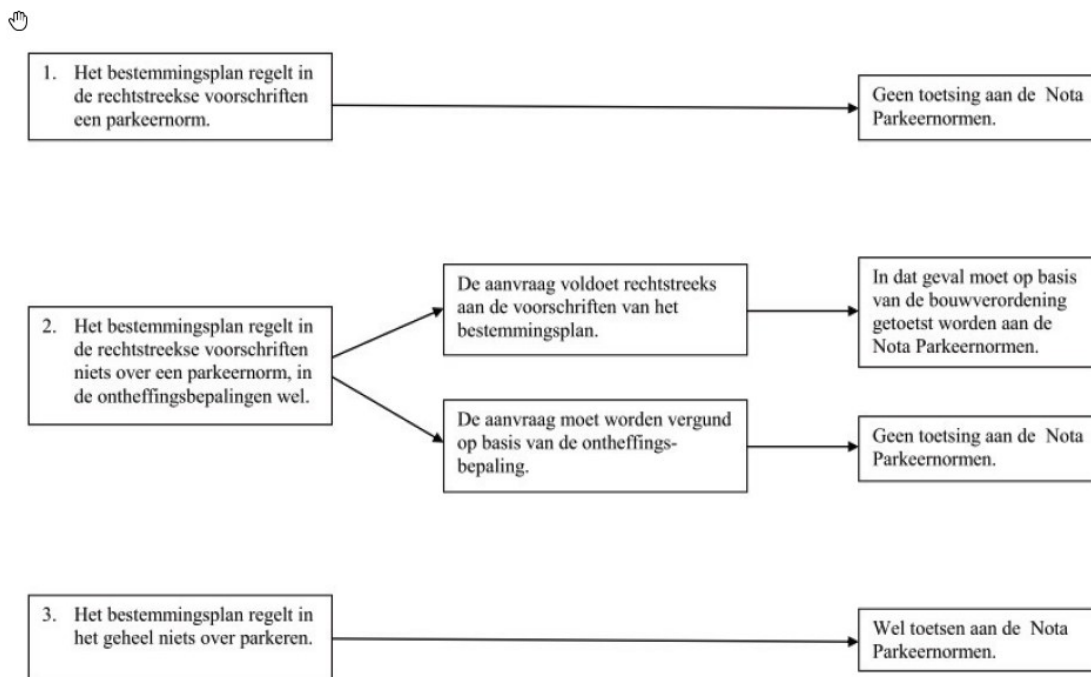 1. Het bestemmingsplan regelt in
de rechtstreekse voorschriften
een parkeernorm.
Geen toetsing aan de Nota
Parkeernormen.
2. Het bestemmingsplan regelt in
de rechtstreekse voorschriften
niets over een parkeernorm, in
de ontheffingsbepalingen wel.
De aanvraag voldoet rechtstreeks
aan de voorschriften van het
bestemmingsplan.
In dat geval moet op basis
van de bouwverordening
getoetst worden aan de
Nota Parkeernormen.
De aanvraag moet worden vergund
op basis van de ontheffings-
bepaling.
Geen toetsing aan de Nota
Parkeernormen.
3. Het bestemmingsplan regelt in
het geheel niets over parkeren.
Wel toetsen aan de Nota
Parkeernormen.